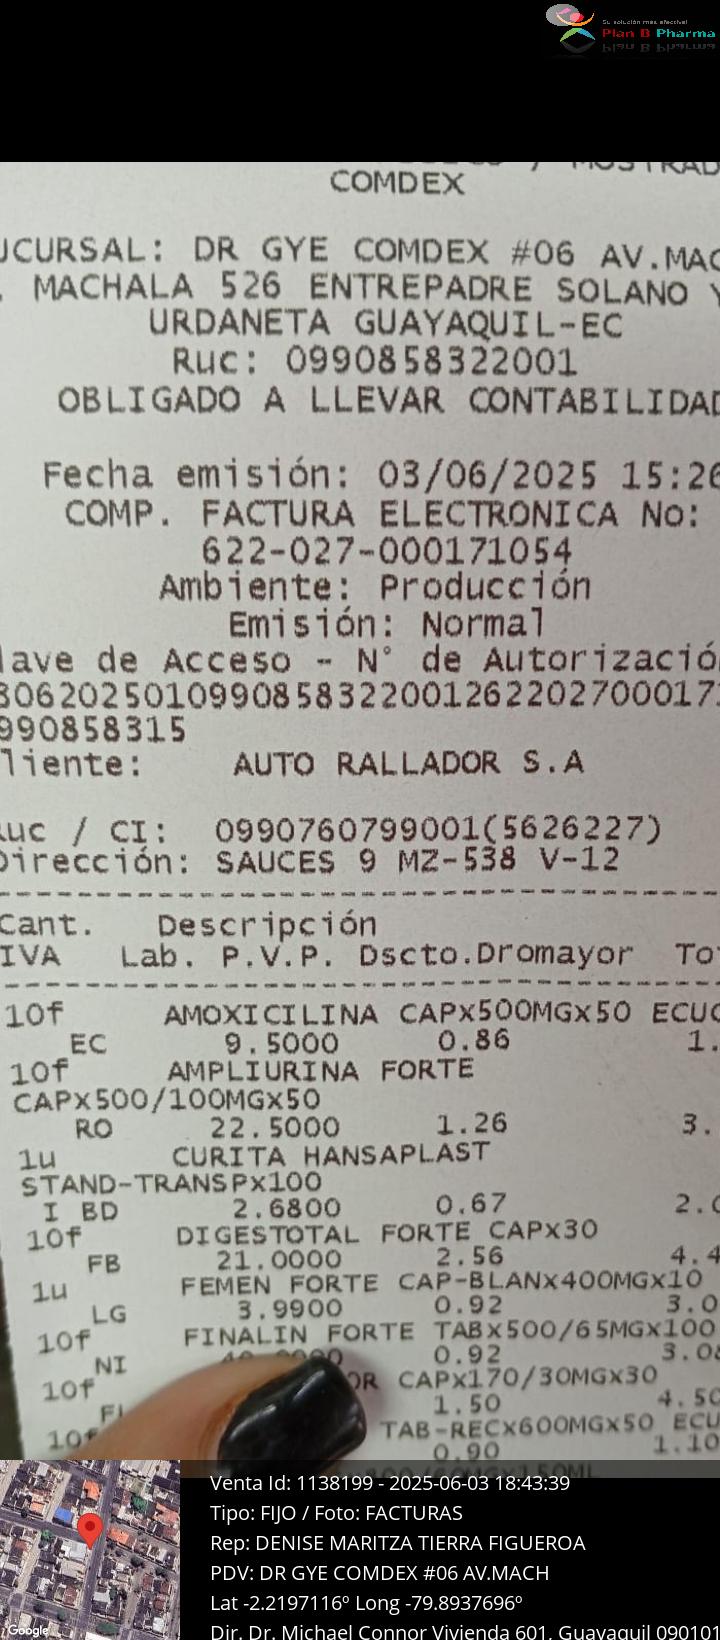 Su solución más efectiva!
Plan B Pharma
COMDEX
UCURSAL: DR GYE COMDEX #06 AV.MAC
. MACHALA 526 ENTREPADRE SOLANO Y
URDANETA GUAYAQUIL-EC
Ruc: 0990858322001
OBLIGADO A LLEVAR CONTABILIDAD
Fecha emisión: 03/06/2025 15:26
COMP. FACTURA ELECTRONICA No:
622-027-000171054
Ambiente: Producción
Emisión: Normal
lave de Acceso - N° de Autorizació
30620250109908583220012622027000171
990858315
liente: AUTO RALLADOR S.A
uc / CI: 0990760799001(5626227)
Dirección: SAUCES 9 MZ-538 V-12
Cant. Descripción
IVA Lab. P.V.P. Dscto.Dromayor To
10f AMOXICILINA CAPx500MGx50 ECUC
EC 9.5000 0.86 1.
10f AMPLIURINA FORTE
CAPx500/100MGx50
RO 22.5000 1.26 3.
1u CURITA HANSAPLAST
STAND-TRANSPx100
I BD 2.6800 0.67 2.0
10f DIGESTOTAL FORTE CAPx30
FB 21.0000 2.56 4.4
1u FEMEN FORTE CAP-BLANx400MGx10
LG 3.9900 0.92 3.0
10f FINALIN FORTE TABx500/65MGx100
NI 0.92 3.08
10f OR CAPx170/30MGx30
1.50 4.50
10f TAB-RECx600MGx50 ECU
0.90 1.10
Venta Id: 1138199 - 2025-06-03 18:43:39
Tipo: FIJO / Foto: FACTURAS
Rep: DENISE MARITZA TIERRA FIGUEROA
PDV: DR GYE COMDEX #06 AV.MACH
Lat -2.2197116º Long -79.8937696º
Dir. Dr. Michael Connor Vivienda 601, Guayaquil 090101
Google